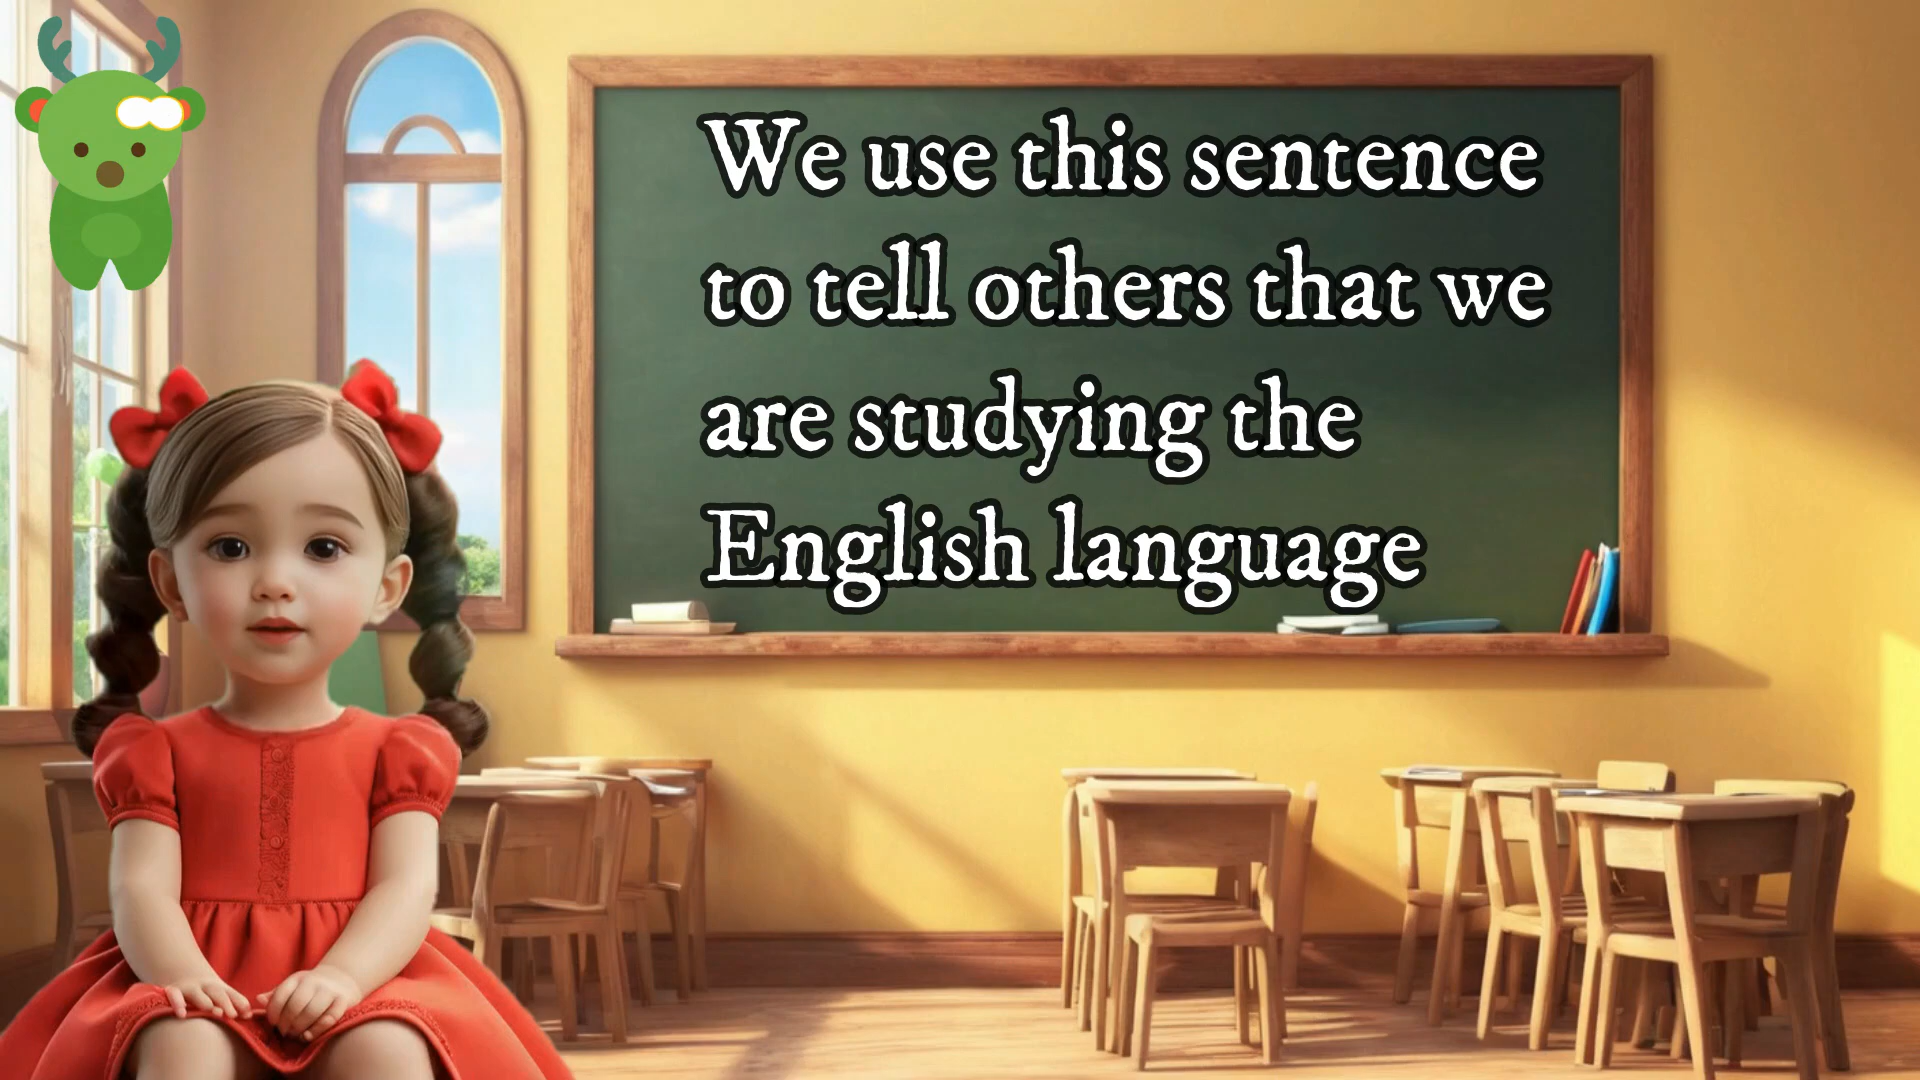 We use this sentence
to tell others that we
are studying the
English language